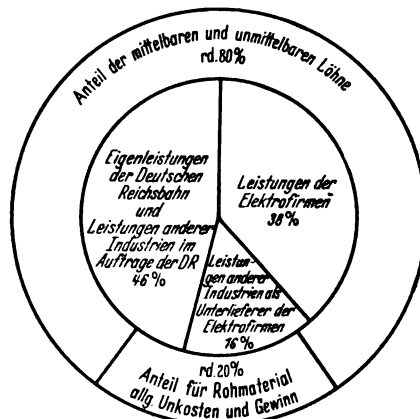 Anteil der mittelbaren und unmittelbaren Löhne
rd.80%
Eigenleistungen
der Deutschen
Reichsbahn
und
Leistungen anderer
Industrien im
Auftrage der DR
46%
Leistungen der
Elektrofirmen
38%
Leistun-
gen anderer
Industrien als
Unterlieferer der
Elektrofirmen
16%
rd.20%
Anteil für Rohmaterial
allg. Unkosten und Gewinn